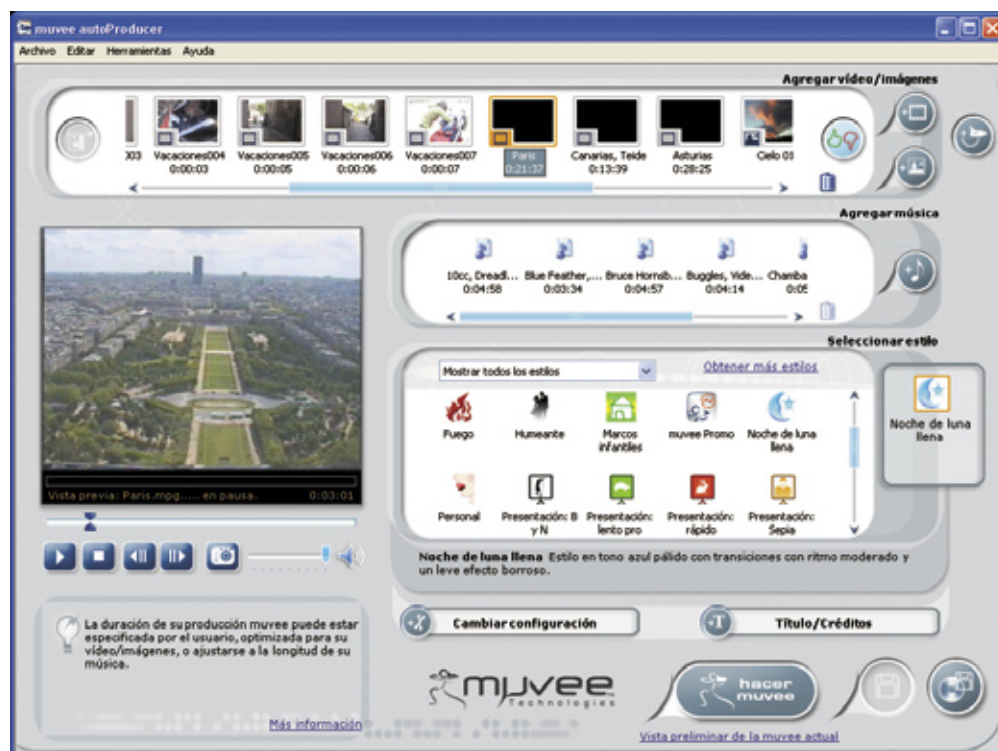 muvee autoProducer
Archivo Editar Herramientas Ayuda
Agregar vídeo/imágenes
003 Vacaciones004 Vacaciones005 Vacaciones006 Vacaciones007 Paris Canarias, Teide Asturias Cielo 01
0:00:03 0:00:05 0:00:06 0:00:07 0:21:37 0:13:39 0:28:25
Agregar música
10cc, Dreadl... Blue Feather,... Bruce Hornsb... Buggles, Vide... Chamba
0:04:58 0:03:34 0:04:57 0:04:14 0:05
Seleccionar estilo
Mostrar todos los estilos
Obtener más estilos
Fuego Humeante Marcos infantiles muvee Promo Noche de luna llena
Personal Presentación: B y N Presentación: lento pro Presentación: rápido Presentación: Sepia
Noche de luna llena
Noche de luna llena Estilo en tono azul pálido con transiciones con ritmo moderado y
un leve efecto borroso.
Vista previa: Paris.mpg..... en pausa. 0:03:01
La duración de su producción muvee puede estar
especificada por el usuario, optimizada para su
vídeo/imágenes, o ajustarse a la longitud de su
música.
Más información
Cambiar configuración
Título/Créditos
muvee
Technologies
hacer
muvee
Vista preliminar de la muvee actual